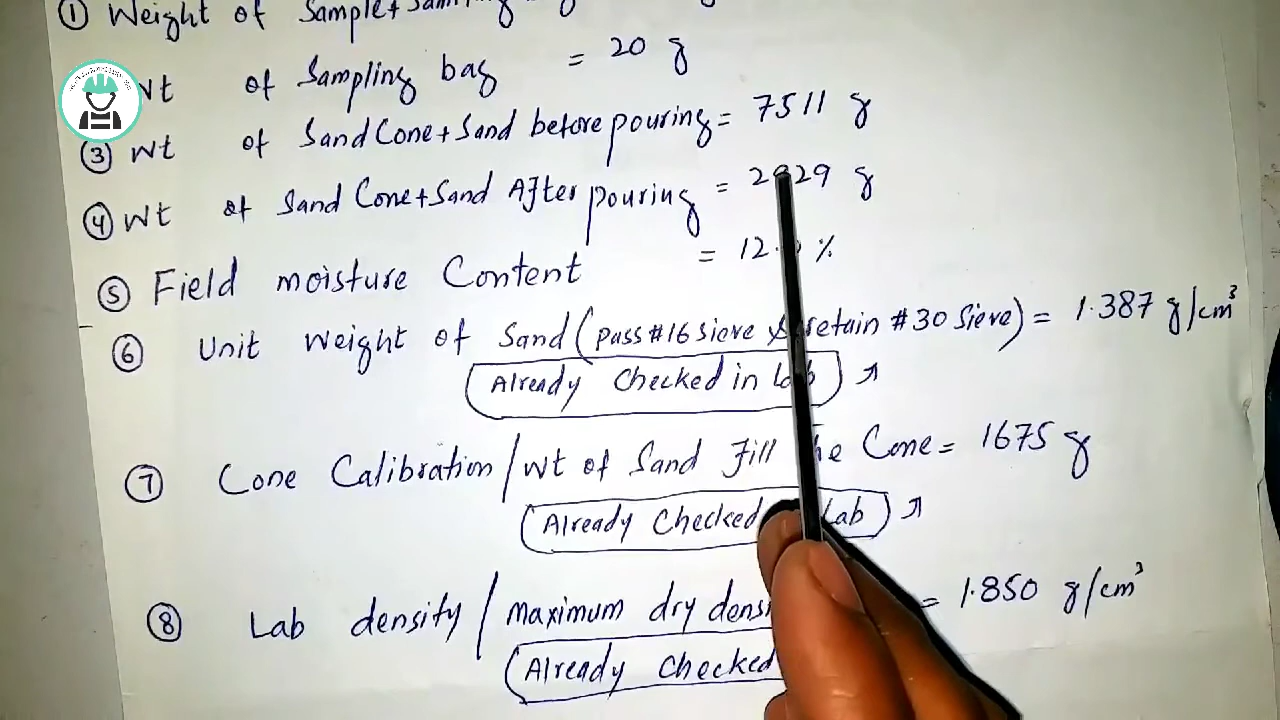 ① Weight of Sample+
Wt of Sampling bag = 20 g
③ Wt of Sand Cone+Sand before pouring= 7511 g
④ Wt of Sand Cone+Sand After pouring = g
⑤ Field moisture Content = %
⑥ Unit Weight of Sand (pass #16 Sieve & retain #30 Sieve) = 1.387 g/cm³
Already Checked in Lab
⑦ Cone Calibration / Wt of Sand Fill the Cone= 1675 g
Already Checked Lab
⑧ Lab density / maximum dry = 1.850 g/cm³
Already Checked